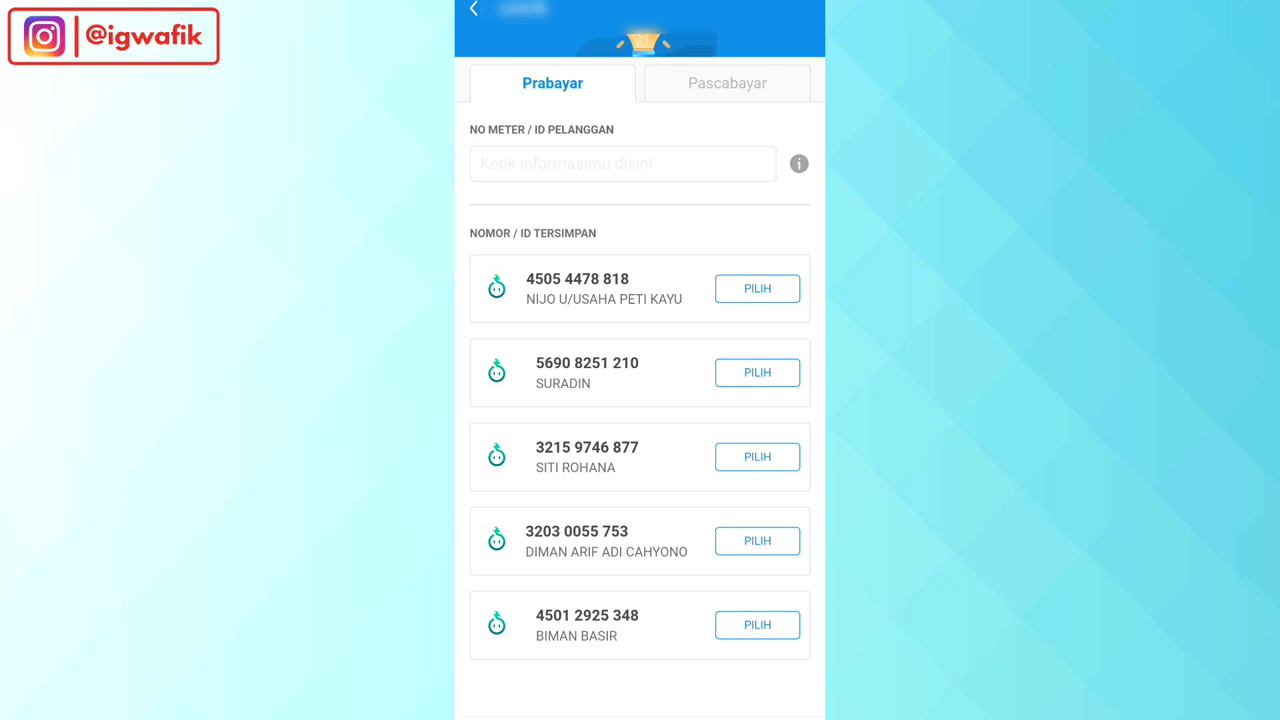 @igwafik
Prabayar
Pascabayar
NO METER / ID PELANGGAN
Ketik informasimu disini
NOMOR / ID TERSIMPAN
4505 4478 818
NIJO U/USAHA PETI KAYU
PILIH
5690 8251 210
SURADIN
PILIH
3215 9746 877
SITI ROHANA
PILIH
3203 0055 753
DIMAN ARIF ADI CAHYONO
PILIH
4501 2925 348
BIMAN BASIR
PILIH